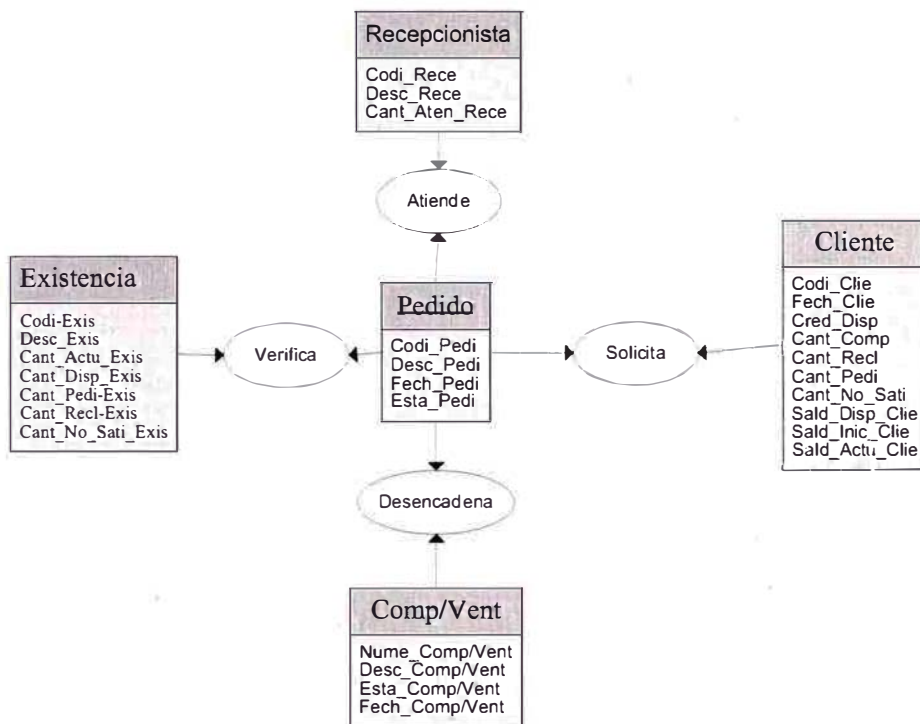 Recepcionista
Codi_Rece
Desc_Rece
Cant_Aten_Rece
Atiende
Existencia
Codi-Exis
Desc_Exis
Cant_Actu_Exis
Cant_Disp_Exis
Cant_Pedi-Exis
Cant_Recl-Exis
Cant_No_Sati_Exis
Verifica
Pedido
Codi_Pedi
Desc_Pedi
Fech_Pedi
Esta_Pedi
Solicita
Cliente
Codi_Clie
Fech_Clie
Cred_Disp
Cant_Comp
Cant_Recl
Cant_Pedi
Cant_No_Sati
Sald_Disp_Clie
Sald_Inic_Clie
Sald_Actu_Clie
Desencadena
Comp/Vent
Nume_Comp/Vent
Desc_Comp/Vent
Esta_Comp/Vent
Fech_Comp/Vent